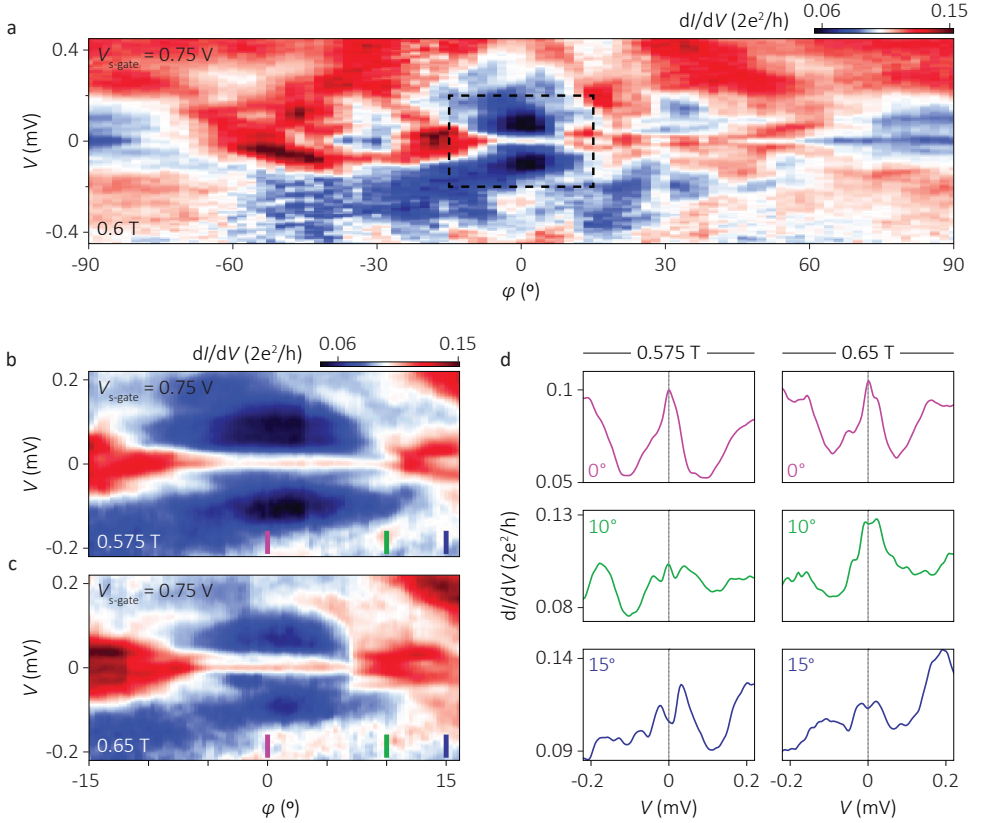 a
dI/dV (2e²/h)
0.06
0.15
V s-gate = 0.75 V
0.4
0
-0.4
V (mV)
0.6 T
-90
-60
-30
0
30
60
90
φ (°)
b
dI/dV (2e²/h)
0.06
0.15
V s-gate = 0.75 V
0.2
0
-0.2
V (mV)
0.575 T
c
V s-gate = 0.75 V
0.2
0
-0.2
V (mV)
0.65 T
-15
0
15
φ (°)
d
0.575 T
0.65 T
0.1
0.05
0°
0°
0.13
0.08
10°
10°
dI/dV (2e²/h)
0.14
0.09
15°
15°
-0.2
0
0.2
-0.2
0
0.2
V (mV)
V (mV)